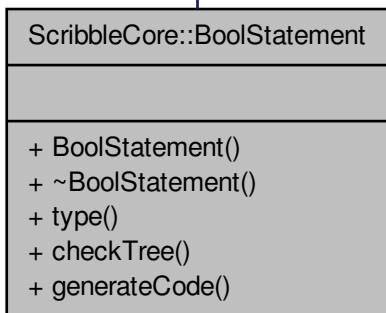 ScribbleCore::BoolStatement
+ BoolStatement()
+ ~BoolStatement()
+ type()
+ checkTree()
+ generateCode()